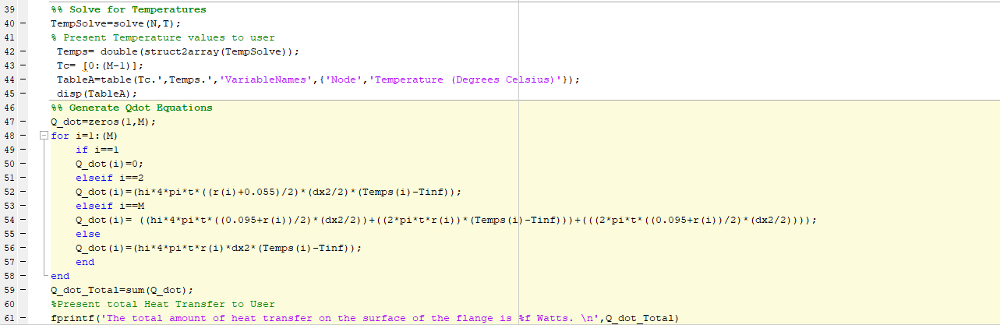 39 %% Solve for Temperatures
40 - TempSolve=solve(N,T);
41 % Present Temperature values to user
42 - Temps= double(struct2array(TempSolve));
43 - Tc= [0:(M-1)];
44 - TableA=table(Tc.',Temps.','VariableNames',{'Node','Temperature (Degrees Celsius)'});
45 - disp(TableA);
46 %% Generate Qdot Equations
47 - Q_dot=zeros(1,M);
48 - for i=1:(M)
49 - if i==1
50 - Q_dot(i)=0;
51 - elseif i==2
52 - Q_dot(i)=(hi*4*pi*t*((r(i)+0.055)/2)*(dx2/2)*(Temps(i)-Tinf));
53 - elseif i==M
54 - Q_dot(i)= ((hi*4*pi*t*((0.095+r(i))/2)*(dx2/2))+((2*pi*t*r(i))*(Temps(i)-Tinf)))+(((2*pi*t*((0.095+r(i))/2)*(dx2/2))));
55 - else
56 - Q_dot(i)=(hi*4*pi*t*r(i)*dx2*(Temps(i)-Tinf));
57 - end
58 - end
59 - Q_dot_Total=sum(Q_dot);
60 %Present total Heat Transfer to User
61 - fprintf('The total amount of heat transfer on the surface of the flange is %f Watts. \n',Q_dot_Total)